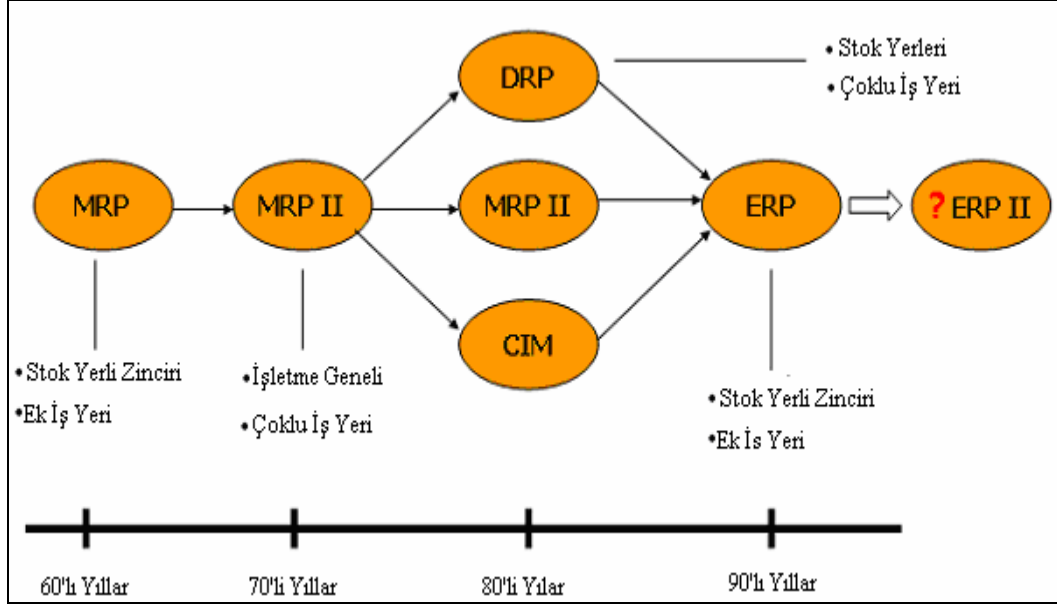 DRP
• Stok Yerleri
• Çoklu İş Yeri
MRP
MRP II
MRP II
ERP
? ERP II
CIM
•Stok Yerli Zinciri
•Ek İş Yeri
•İşletme Geneli
•Çoklu İş Yeri
•Stok Yerli Zinciri
•Ek İs Yeri
60'lı Yıllar
70'li Yıllar
80'li Yılar
90'lı Yıllar